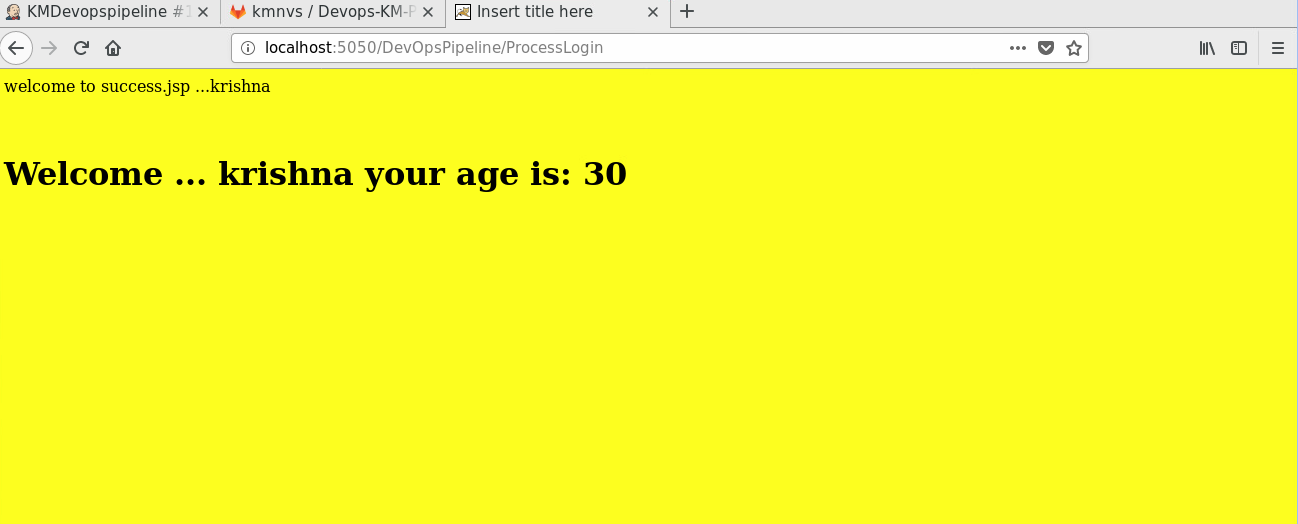 KMDevopspipeline #
kmnvs / Devops-KM-
Insert title here
localhost:5050/DevOpsPipeline/ProcessLogin
welcome to success.jsp ...krishna
Welcome ... krishna your age is: 30